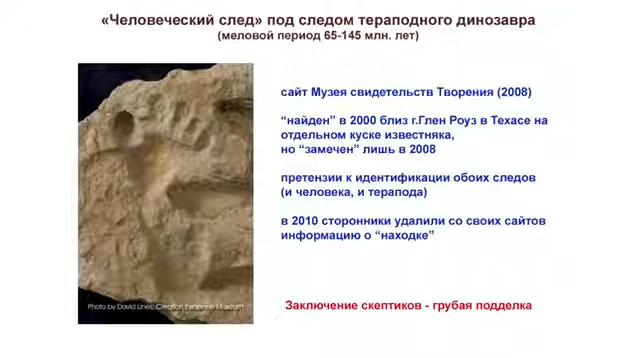 «Человеческий след» под следом тераподного динозавра
(меловой период 65-145 млн. лет)
сайт Музея свидетельств Творения (2008)
“найден” в 2000 близ г.Глен Роуз в Техасе на
отдельном куске известняка,
но “замечен” лишь в 2008
претензии к идентификации обоих следов
(и человека, и терапода)
в 2010 сторонники удалили со своих сайтов
информацию о “находке”
Photo by David Lines, Creation Evidence Museum
Заключение скептиков - грубая подделка